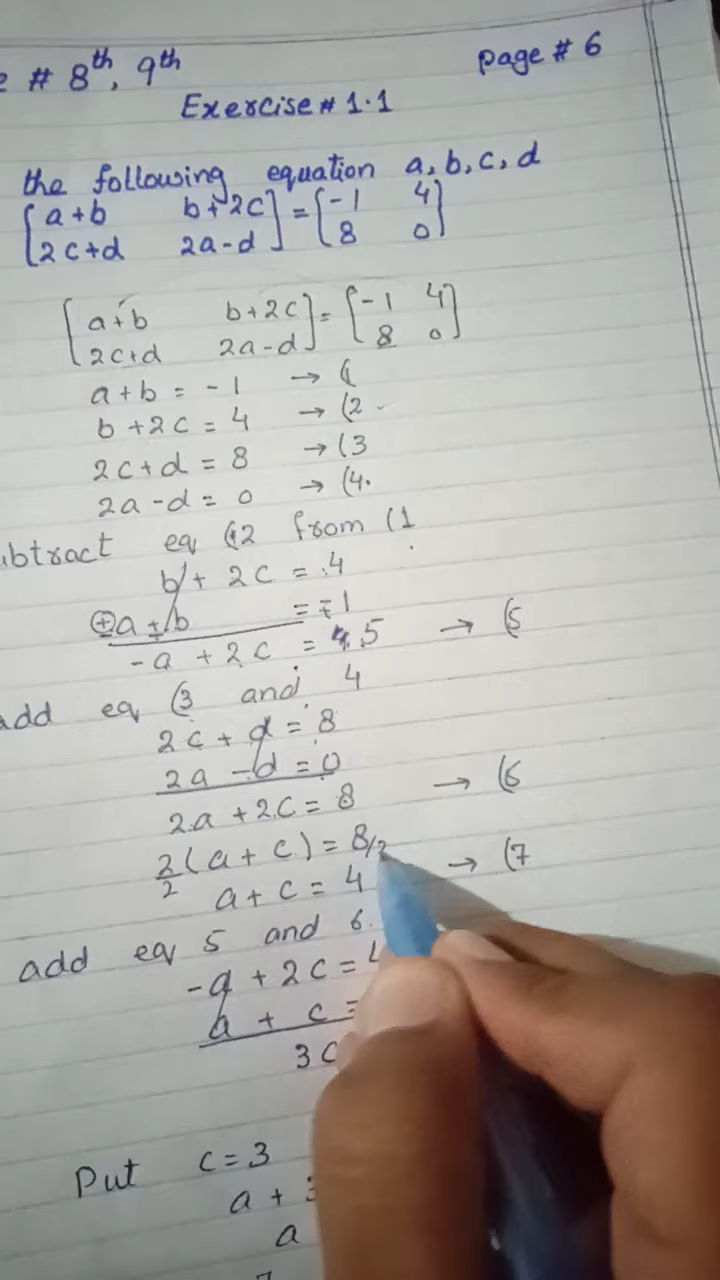 # 8th, 9th page # 6
Exercise # 1.1
the following equation a, b, c, d
[a+b b+2c] = [-1 4]
[2c+d 2a-d] [8 0]
[a+b b+2c] = [-1 4]
[2c+d 2a-d] [8 0]
a+b = -1 → (1
b+2c = 4 → (2
2c+d = 8 → (3
2a-d = 0 → (4.
ubtract eq (2 from (1
b + 2c = 4
a + b = -1
-a + 2c = 5 → (5
add eq (3 and 4
2c + d = 8
2a - d = 0
2a + 2c = 8 → (6
2/2 (a + c) = 8/2
a + c = 4 → (7
add eq 5 and 6.
-a + 2c =
a + c =
3c
Put c = 3
a +
a